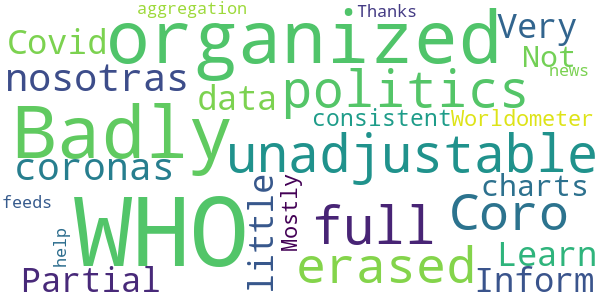 aggregation Thanks
organized Very
Covid Not
nosotras politics news
data
Badly consistent Worldometer
coronas unadjustable
charts
feeds WHO little Mostly full Coro
help erased Learn
Partial Inform